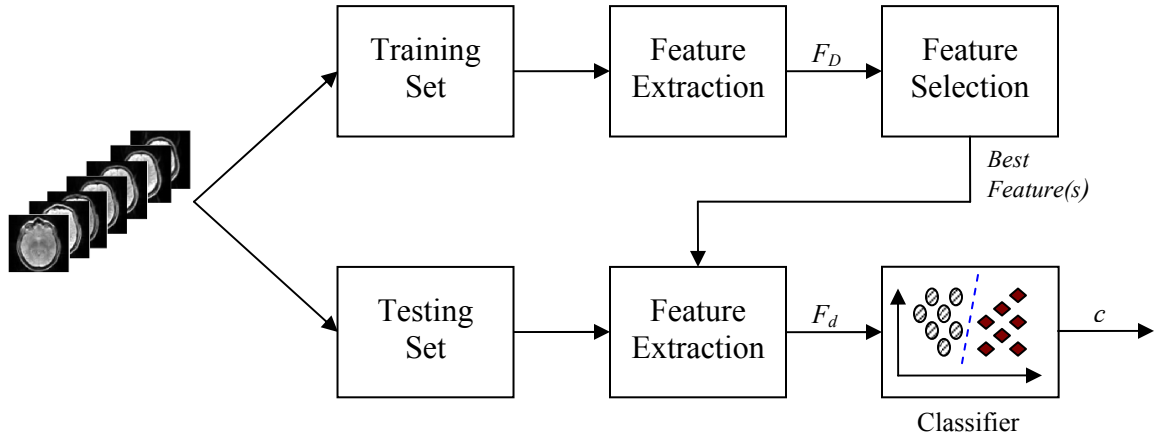 Training
Set
Feature
Extraction
F_D
Feature
Selection
Best
Feature(s)
Testing
Set
Feature
Extraction
F_d
c
Classifier